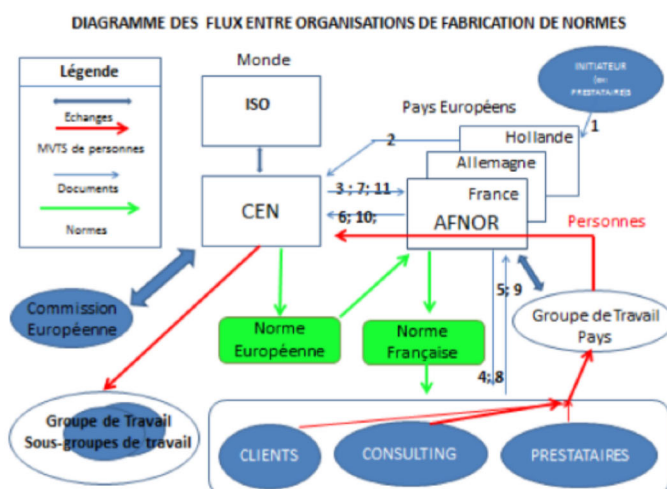 DIAGRAMME DES FLUX ENTRE ORGANISATIONS DE FABRICATION DE NORMES
Légende
Echanges
MVTS de personnes
Documents
Normes
Monde
ISO
Pays Européens
INITIATEUR
(ou
PRESTATAIRES
1
2
Hollande
Allemagne
France
AFNOR
CEN
3 ; 7; 11
6; 10;
Personnes
Commission
Européenne
Norme
Européenne
Norme
Française
5; 9
4; 8
Groupe de Travail
Pays
Groupe de Travail
Sous-groupes de travail
CLIENTS
CONSULTING
PRESTATAIRES